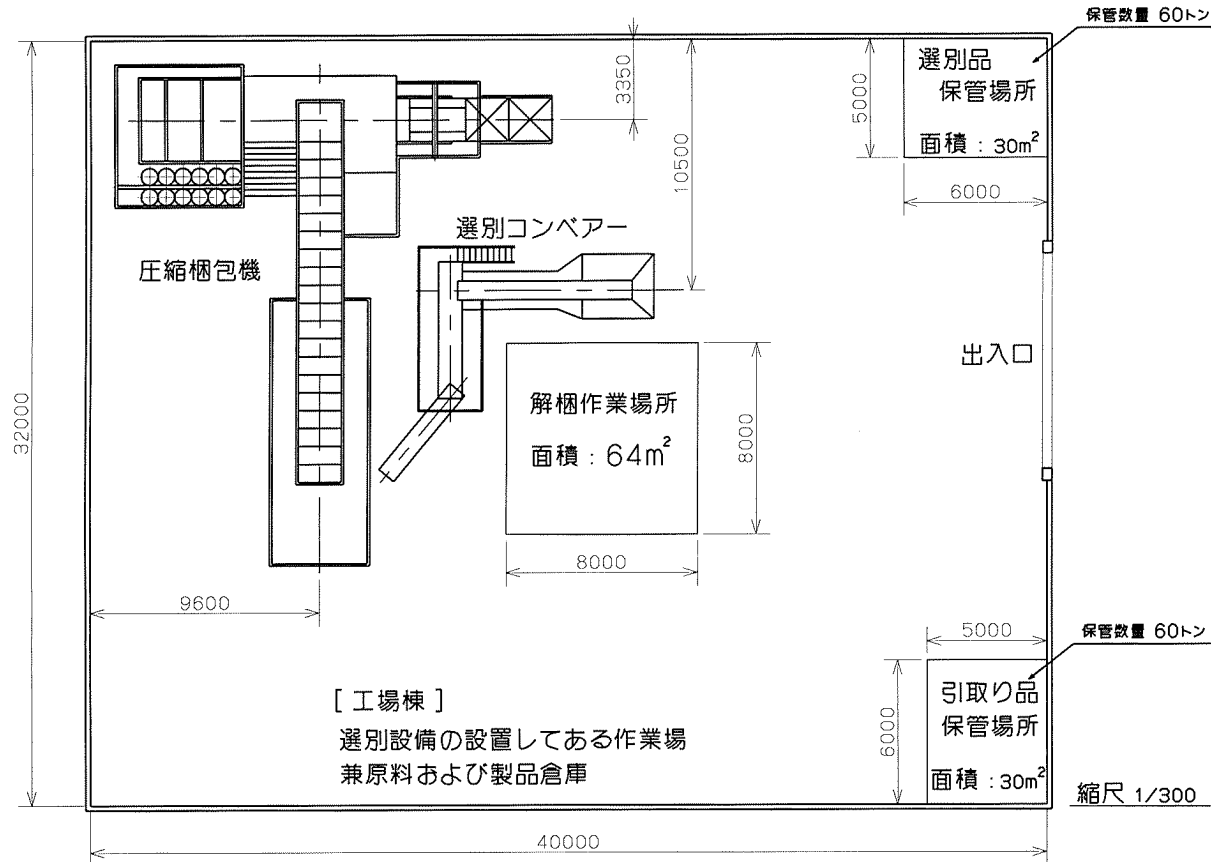 保管数量 60トン
選別品
保管場所
面積 : 30m²
5000
6000
3350
10500
選別コンベアー
圧縮梱包機
出入口
解梱作業場所
面積 : 64m²
8000
8000
32000
9600
保管数量 60トン
5000
引取り品
保管場所
面積 : 30m²
6000
[ 工場棟 ]
選別設備の設置してある作業場
兼原料および製品倉庫
縮尺 1/300
40000